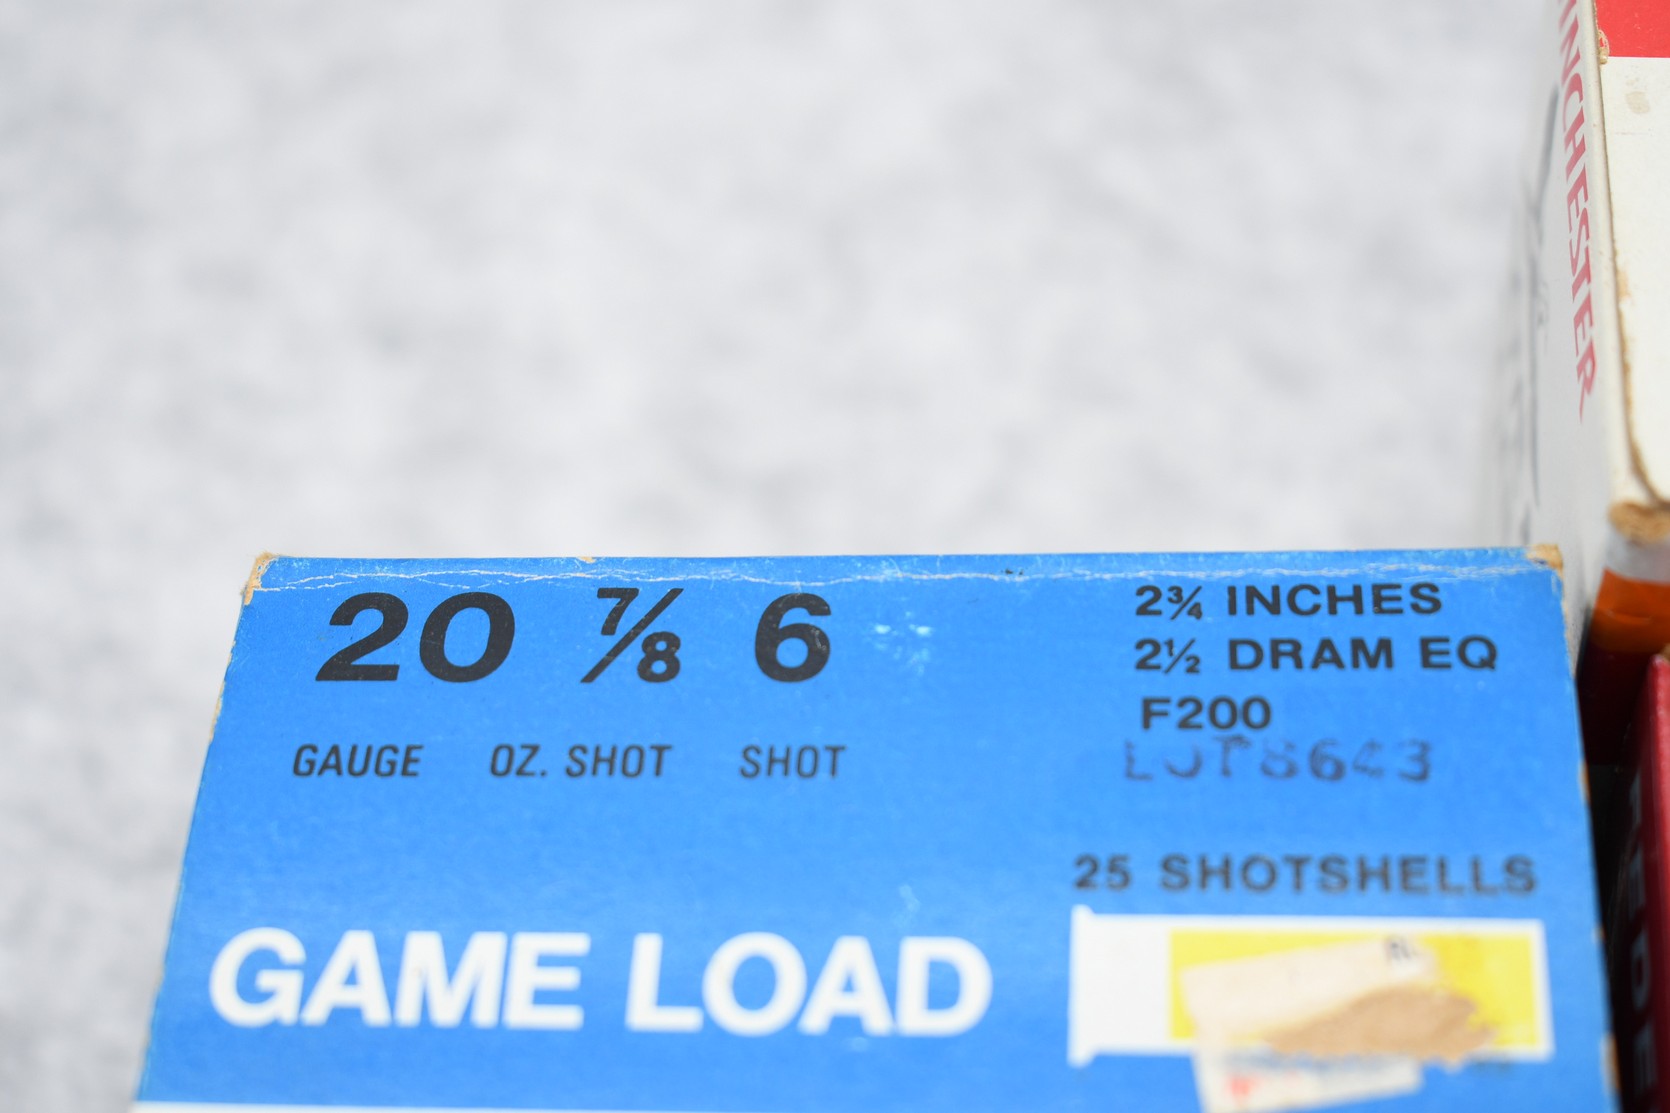 20 7/8 6
GAUGE OZ. SHOT SHOT
2¾ INCHES
2½ DRAM EQ
F200
25 SHOTSHELLS
GAME LOAD
INCHESTER